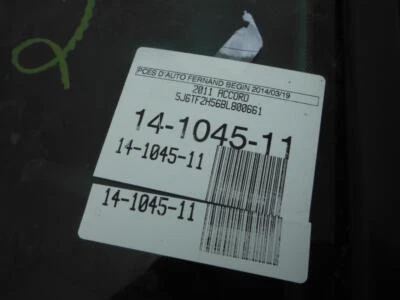 PCES D'AUTO FERNAND BEGIN 2014/03/19
2011 ACCORD
5J6TF2H56BL800661
14-1045-11
14-1045-11
14-1045-11